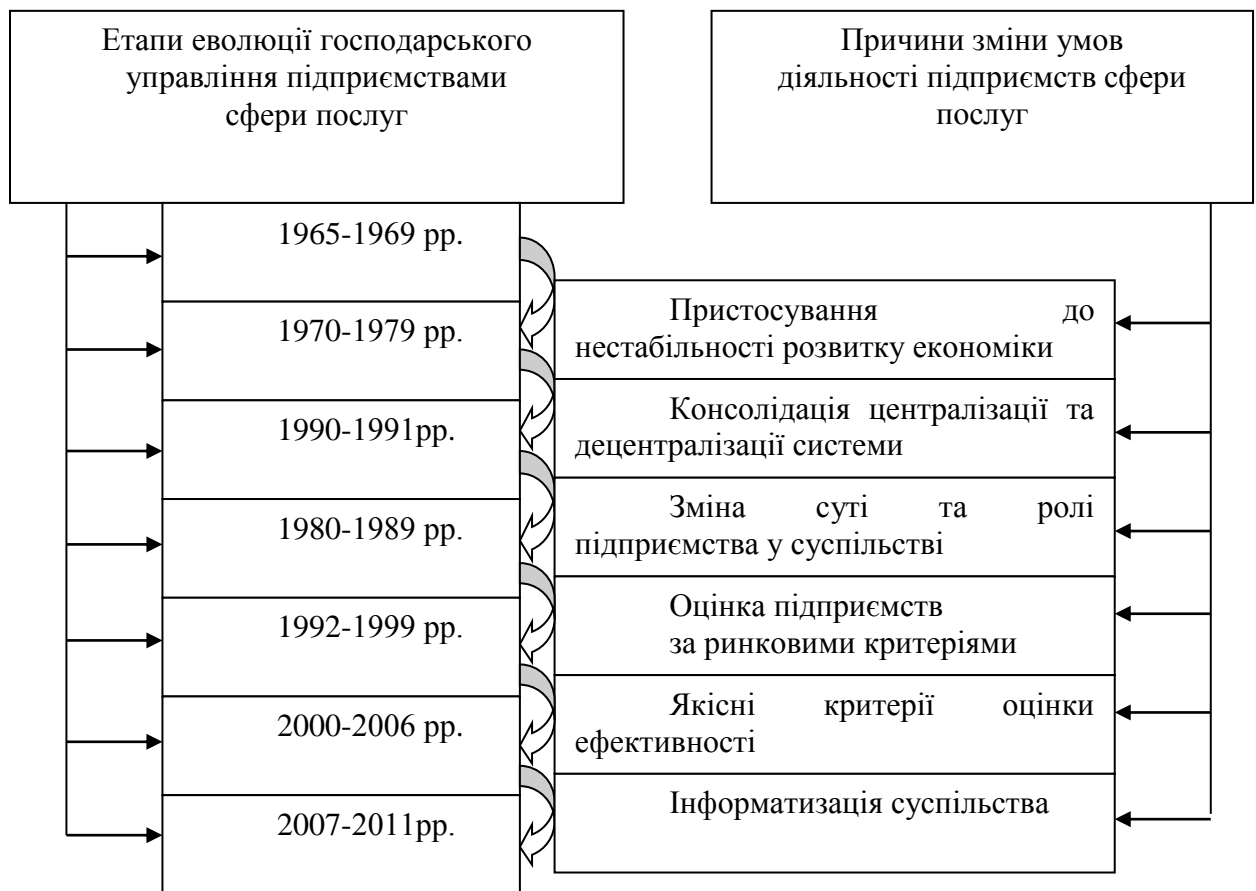 Етапи еволюції господарського
управління підприємствами
сфери послуг
Причини зміни умов
діяльності підприємств сфери
послуг
1965-1969 рр.
1970-1979 рр.
1990-1991рр.
1980-1989 рр.
1992-1999 рр.
2000-2006 рр.
2007-2011рр.
Пристосування до
нестабільності розвитку економіки
Консолідація централізації та
децентралізації системи
Зміна суті та ролі
підприємства у суспільстві
Оцінка підприємств
за ринковими критеріями
Якісні критерії оцінки
ефективності
Інформатизація суспільства